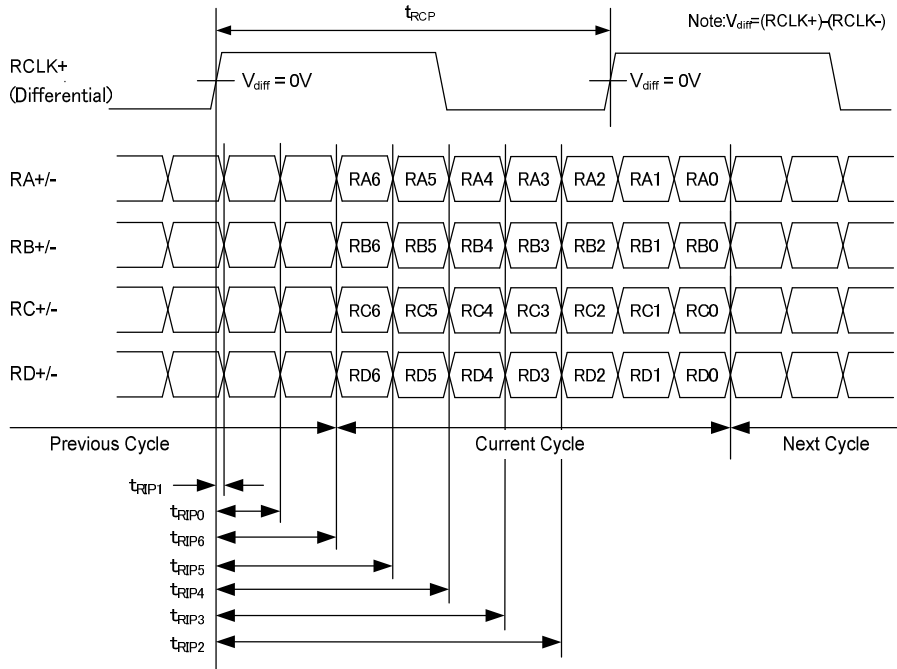 tRCP
Note:Vdiff=(RCLK+)-(RCLK-)
RCLK+
(Differential)
Vdiff = 0V
Vdiff = 0V
RA+/-
RA6 RA5 RA4 RA3 RA2 RA1 RA0
RB+/-
RB6 RB5 RB4 RB3 RB2 RB1 RB0
RC+/-
RC6 RC5 RC4 RC3 RC2 RC1 RC0
RD+/-
RD6 RD5 RD4 RD3 RD2 RD1 RD0
Previous Cycle Current Cycle Next Cycle
tRIP1
tRIP0
tRIP6
tRIP5
tRIP4
tRIP3
tRIP2